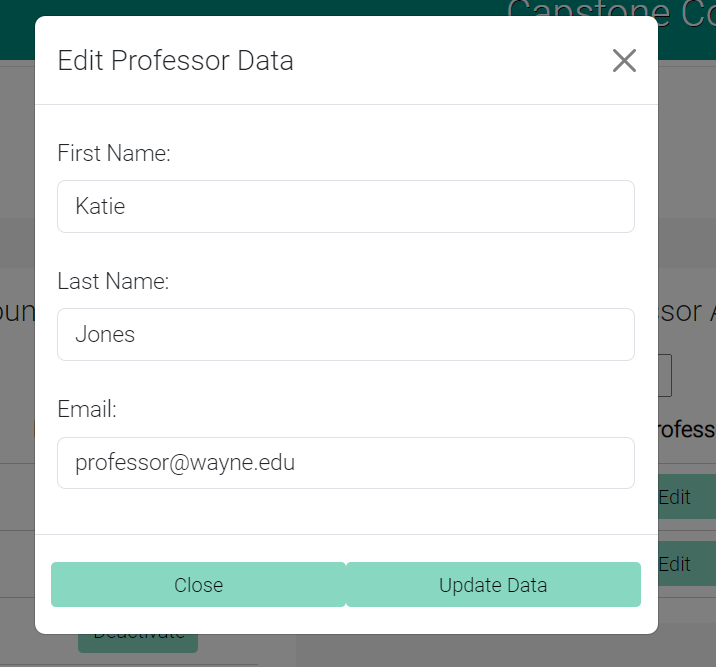 Capstone
Edit Professor Data
First Name:
Katie
Last Name:
Jones
Email:
professor@wayne.edu
Edit
Edit
Close Update Data
Deactivate